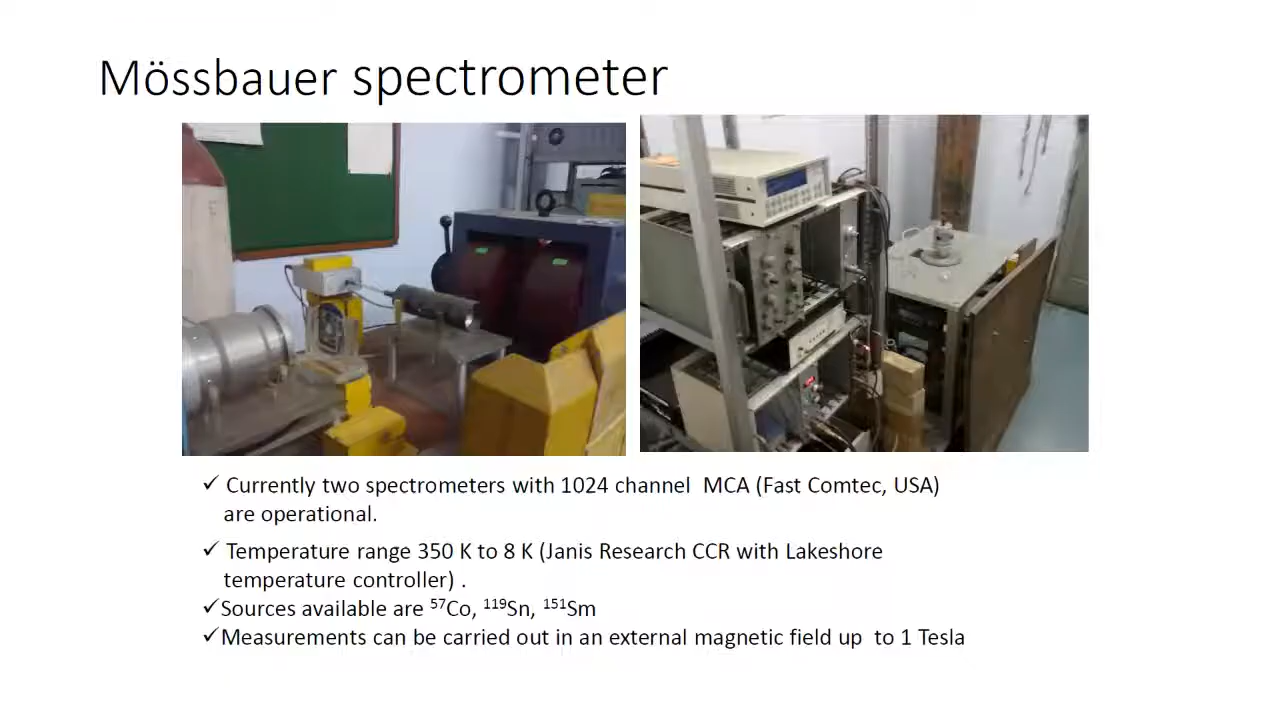 Mössbauer spectrometer
✓ Currently two spectrometers with 1024 channel MCA (Fast Comtec, USA)
are operational.
✓ Temperature range 350 K to 8 K (Janis Research CCR with Lakeshore
temperature controller) .
✓Sources available are ⁵⁷Co, ¹¹⁹Sn, ¹⁵¹Sm
✓Measurements can be carried out in an external magnetic field up to 1 Tesla